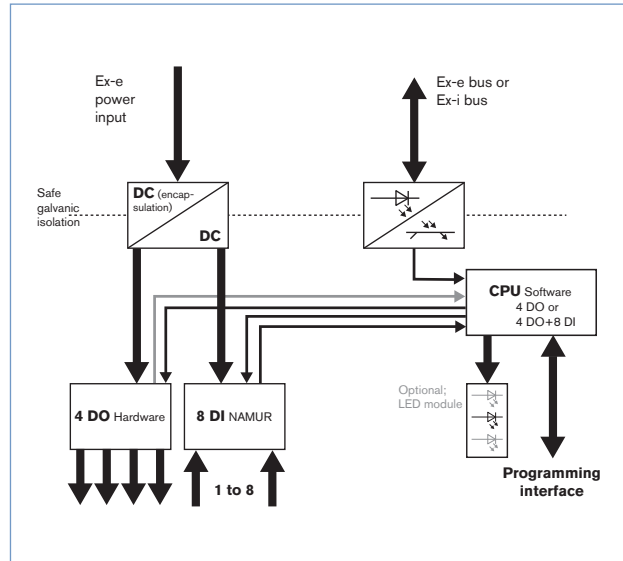 Ex-e
power
input
Ex-e bus or
Ex-i bus
Safe
galvanic
isolation
DC (encap-
sulation)
DC
CPU Software
4 DO or
4 DO+8 DI
4 DO Hardware
8 DI NAMUR
Optional;
LED module
1 to 8
Programming
interface